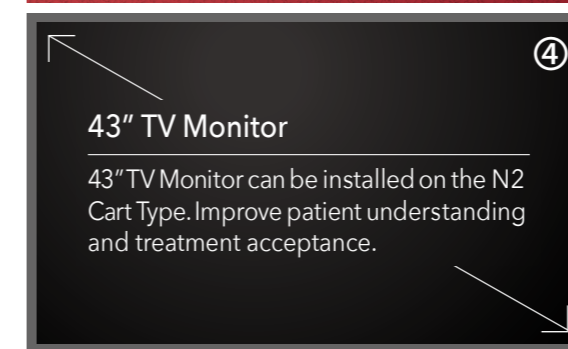 ④
43" TV Monitor
43" TV Monitor can be installed on the N2
Cart Type. Improve patient understanding
and treatment acceptance.